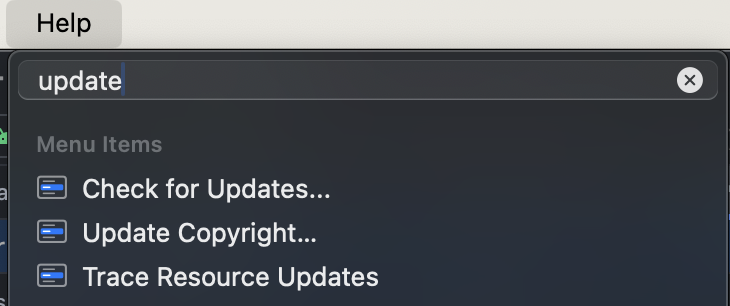 Help
update
Menu Items
Check for Updates...
Update Copyright...
Trace Resource Updates